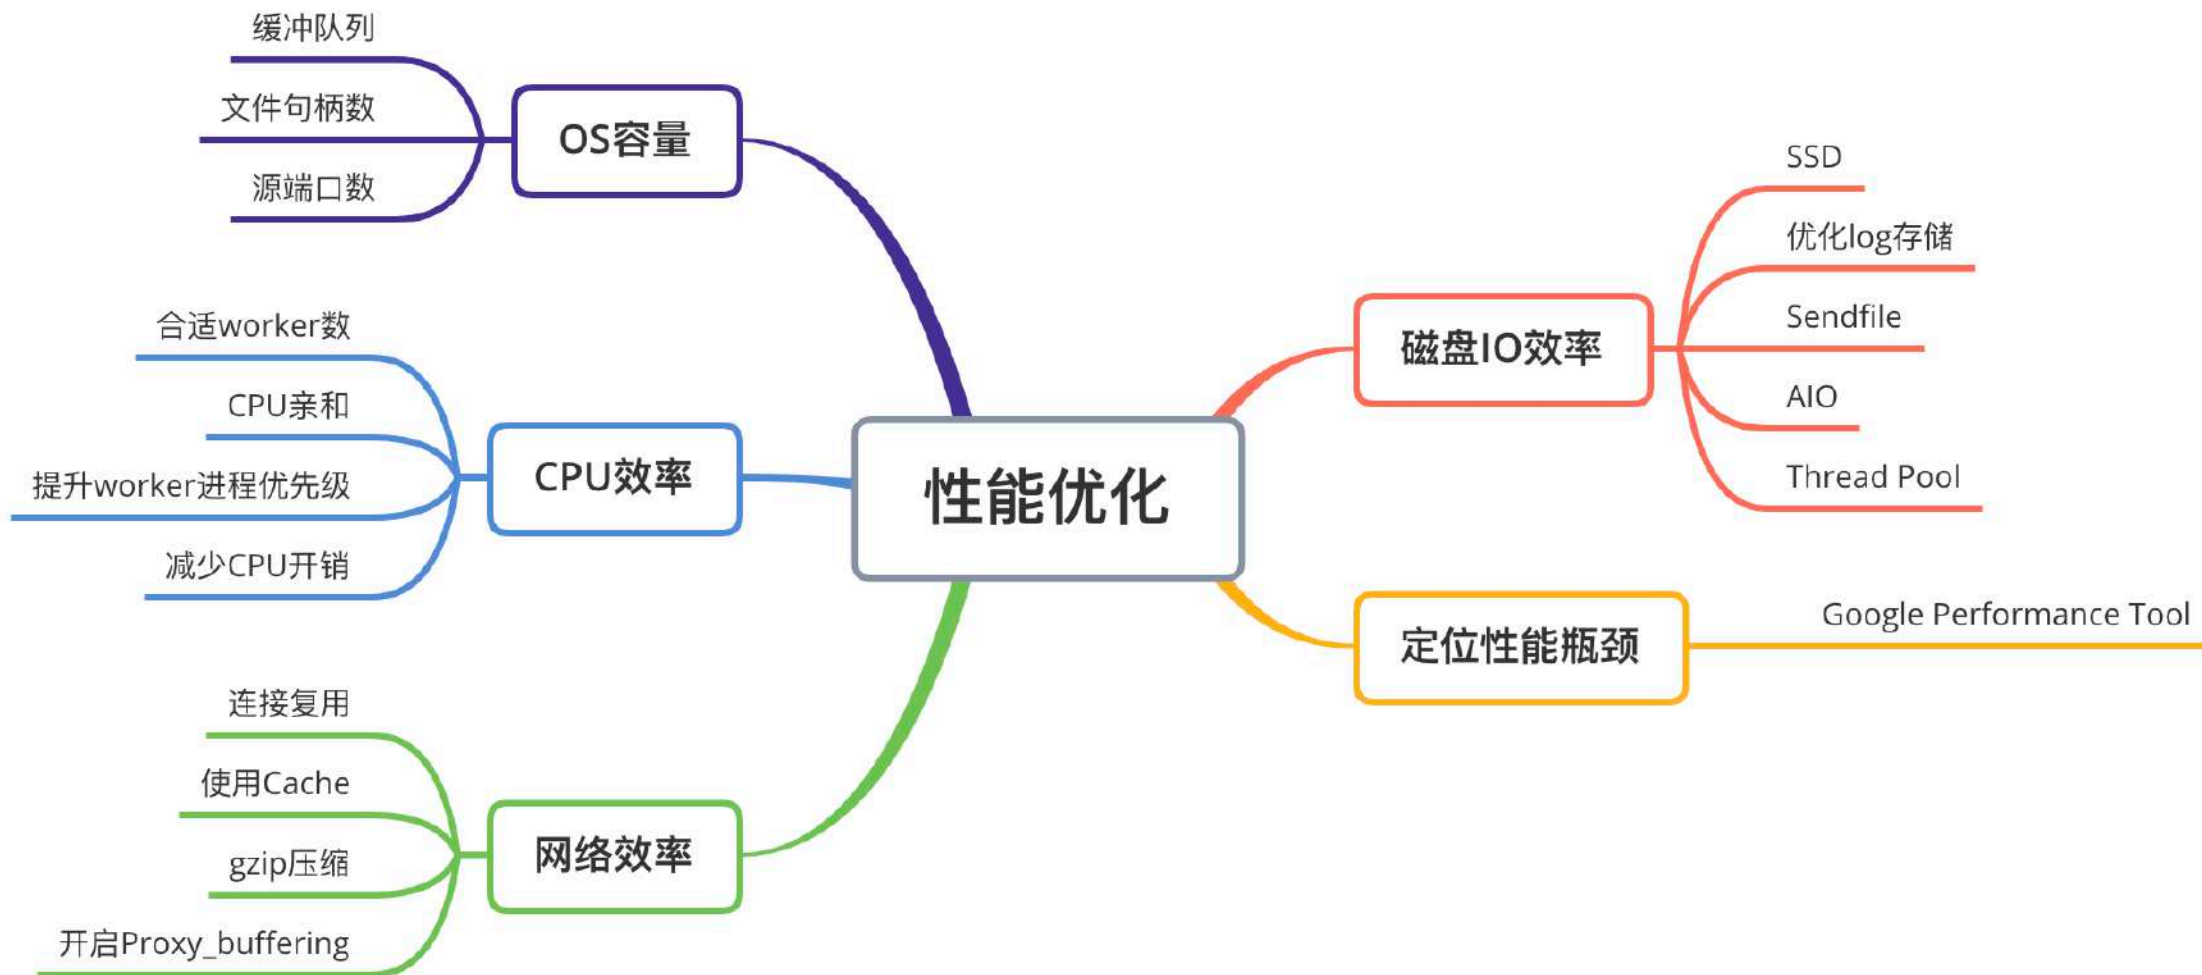 性能优化
OS容量
缓冲队列
文件句柄数
源端口数
CPU效率
合适worker数
CPU亲和
提升worker进程优先级
减少CPU开销
网络效率
连接复用
使用Cache
gzip压缩
开启Proxy_buffering
磁盘IO效率
SSD
优化log存储
Sendfile
AIO
Thread Pool
定位性能瓶颈
Google Performance Tool